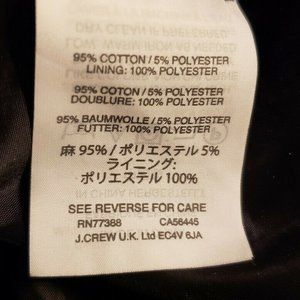 95% COTTON / 5% POLYESTER
LINING: 100% POLYESTER
95% COTON / 5% POLYESTER
DOUBLURE: 100% POLYESTER
95% BAUMWOLLE / 5% POLYESTER
FUTTER: 100% POLYESTER
麻 95% / ポリエステル 5%
ライニング:
ポリエステル 100%
SEE REVERSE FOR CARE
RN77388 CA56445
J.CREW U.K. Ltd EC4V 6JA